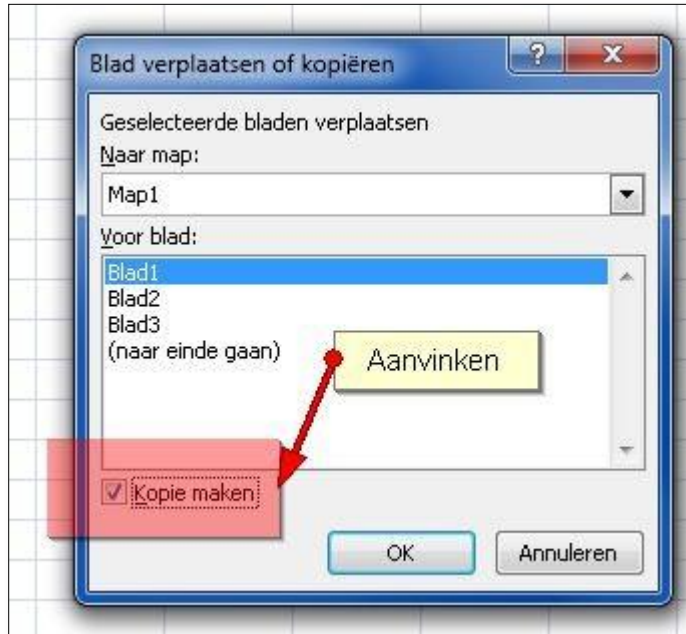 Blad verplaatsen of kopiëren
?
X
Geselecteerde bladen verplaatsen
Naar map:
Map1
Voor blad:
Blad1
Blad2
Blad3
(naar einde gaan)
Aanvinken
Kopie maken
OK
Annuleren